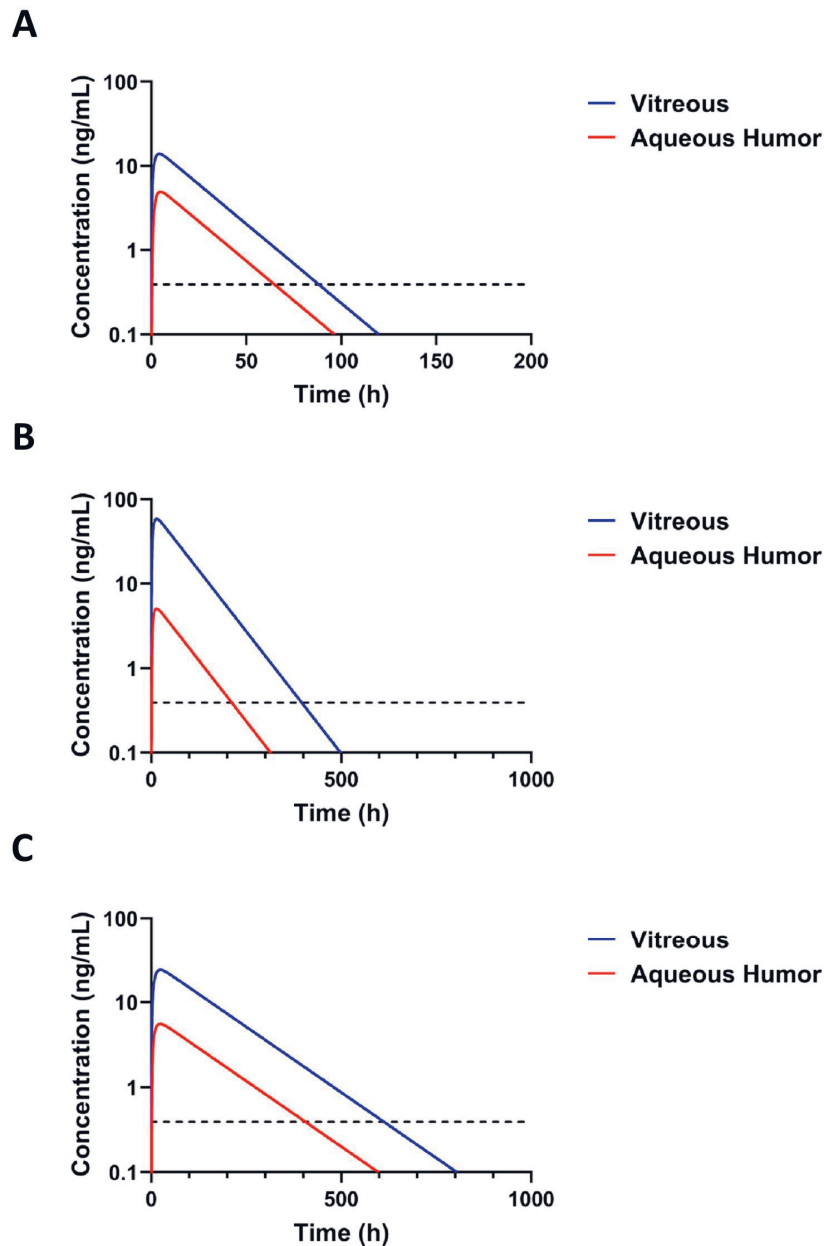 A
Concentration (ng/mL)
100
10
1
0.1
0 50 100 150 200
Time (h)
Vitreous
Aqueous Humor
B
Concentration (ng/mL)
100
10
1
0.1
0 500 1000
Time (h)
Vitreous
Aqueous Humor
C
Concentration (ng/mL)
100
10
1
0.1
0 500 1000
Time (h)
Vitreous
Aqueous Humor